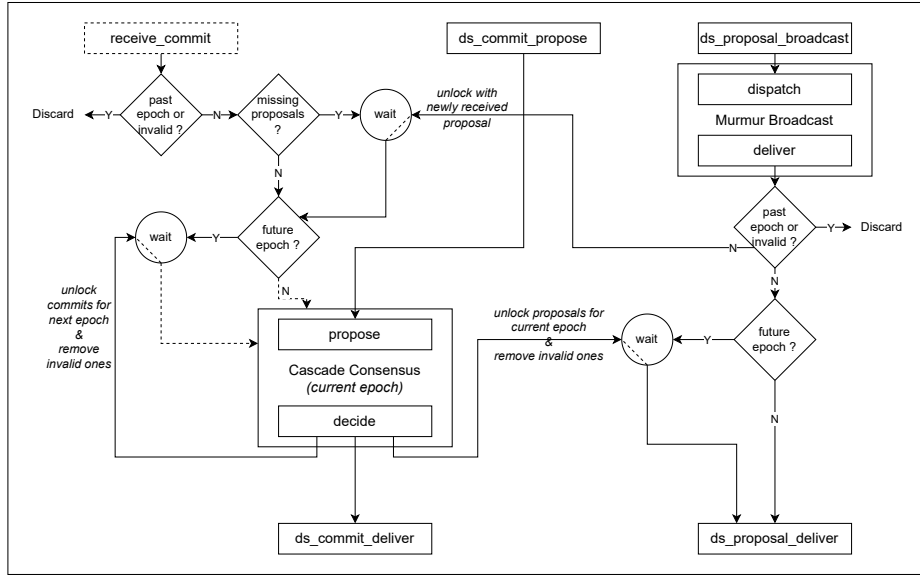 receive_commit
ds_commit_propose
ds_proposal_broadcast
dispatch
Murmur Broadcast
deliver
Discard
Y
past
epoch or
invalid ?
N
missing
proposals
?
Y
wait
unlock with
newly received
proposal
N
past
epoch or
invalid ?
Y
Discard
N
N
wait
Y
future
epoch ?
N
unlock
commits for
next epoch
&
remove
invalid ones
propose
Cascade Consensus
(current epoch)
decide
unlock proposals for
current epoch
&
remove invalid ones
wait
Y
future
epoch ?
N
ds_commit_deliver
ds_proposal_deliver